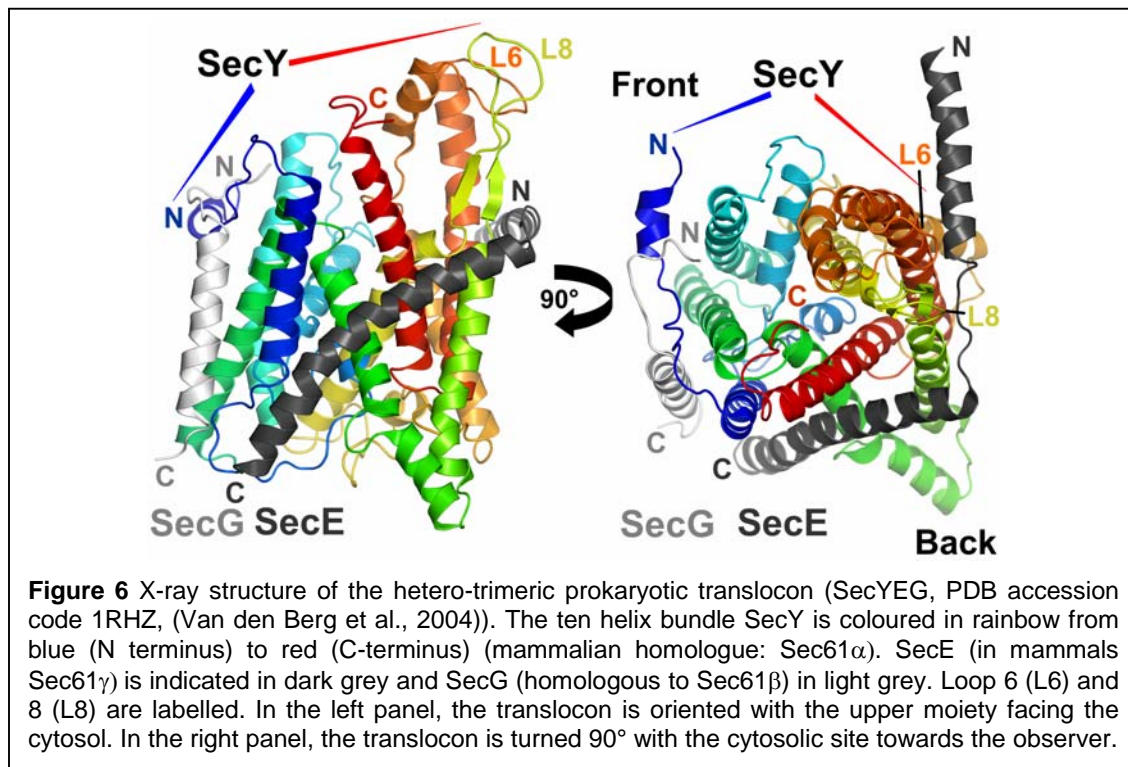 SecY
L6
L8
C
N
N
N
C
C
SecG SecE
90°
Front
SecY
N
N
L6
N
C
L8
C
C
SecG SecE
Back
Figure 6 X-ray structure of the hetero-trimeric prokaryotic translocon (SecYEG, PDB accession
code 1RHZ, (Van den Berg et al., 2004)). The ten helix bundle SecY is coloured in rainbow from
blue (N terminus) to red (C-terminus) (mammalian homologue: Sec61α). SecE (in mammals
Sec61γ) is indicated in dark grey and SecG (homologous to Sec61β) in light grey. Loop 6 (L6) and
8 (L8) are labelled. In the left panel, the translocon is oriented with the upper moiety facing the
cytosol. In the right panel, the translocon is turned 90° with the cytosolic site towards the observer.